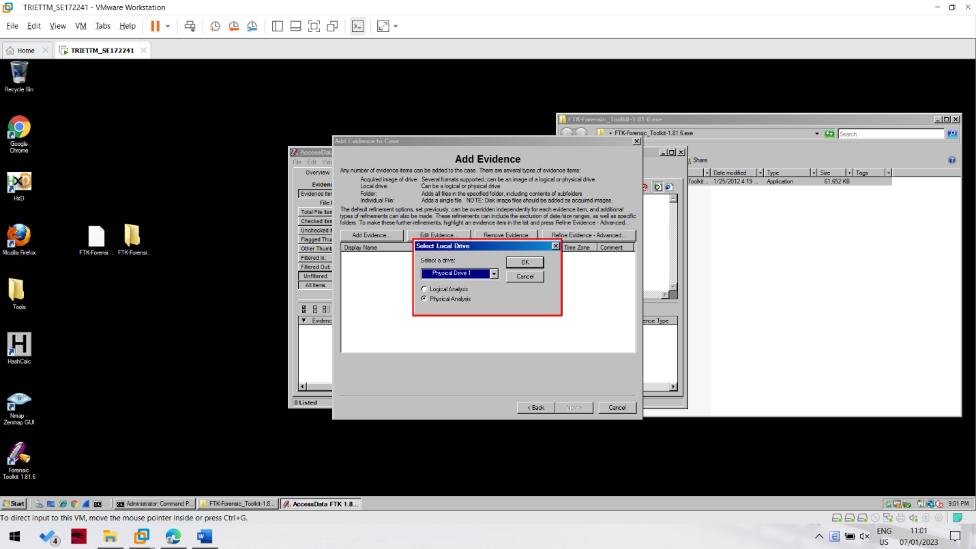 TRIETTM_SE172241 - VMware Workstation
File Edit View VM Tabs Help
Home
TRIETTM_SE172241
Recycle Bin
Google
Chrome
HxD
Mozilla Firefox
FTK-Forensic_...
FTK-Forensic_...
Tools
HashCalc
Nmap -
Zenmap GUI
Forensic
Toolkit 1.81.6
FTK-Forensic_Toolkit-1.81.6.exe
FTK-Forensic_Toolkit-1.81.6.exe
Search
Share
Date modified Type Size Tags
Toolkit... 1/25/2012 4:19 ... Application 61,652 KB
AccessData
File Edit
Overview
Evidence
Evidence Item
File
Total File Item
Checked Item
Unchecked
Flagged Thum
Other Thumb
Filtered In:
Filtered Out:
Unfiltered
All Items
Evidence Type
0 Listed
Add Evidence to Case
Add Evidence
Any number of evidence items can be added to the case. There are several types of evidence items:
Acquired image of drive: Several formats supported; can be an image of a logical or physical drive
Local drive: Can be a logical or physical drive
Folder: Adds all files in the specified folder, including contents of subfolders
Individual File: Adds a single file. NOTE: Disk image files should be added as acquired images.
The default refinement options, set previously, can be overridden independently for each evidence item, and additional
types of refinements can also be made. These refinements can include the exclusion of date/size ranges, as well as specific
folders. To make these further refinements, highlight an evidence item in the list and press Refine Evidence - Advanced...
Add Evidence... Edit Evidence... Remove Evidence Refine Evidence - Advanced...
Display Name Time Zone Comment
Select Local Drive
Select a drive:
Physical Drive 1
OK
Cancel
Logical Analysis
Physical Analysis
< Back Next > Cancel
Start Administrator: Command P... FTK-Forensic_Toolkit-1.8... AccessData FTK 1.8... 9:01 PM
To direct input to this VM, move the mouse pointer inside or press Ctrl+G.
4
ENG
US
11:01
07/01/2023